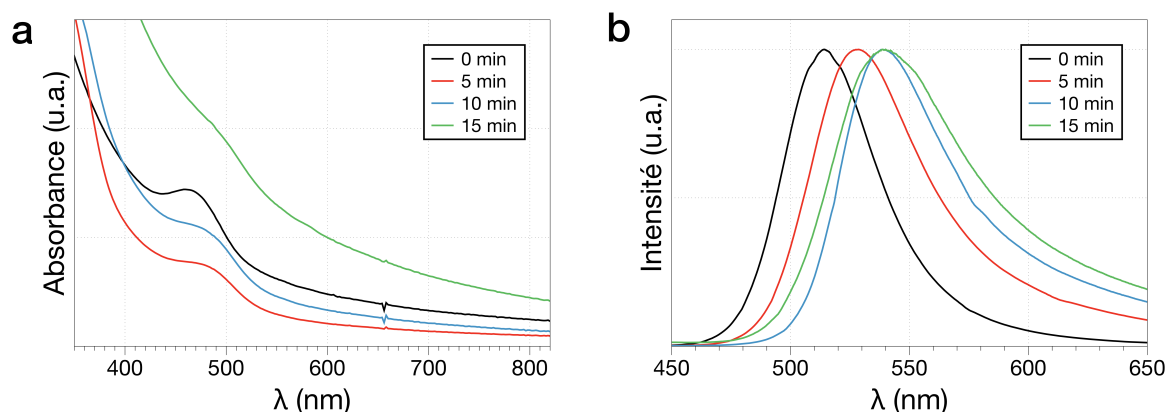 a
Absorbance (u.a.)
0 min
5 min
10 min
15 min
400 500 600 700 800
λ (nm)
b
Intensité (u.a.)
0 min
5 min
10 min
15 min
450 500 550 600 650
λ (nm)